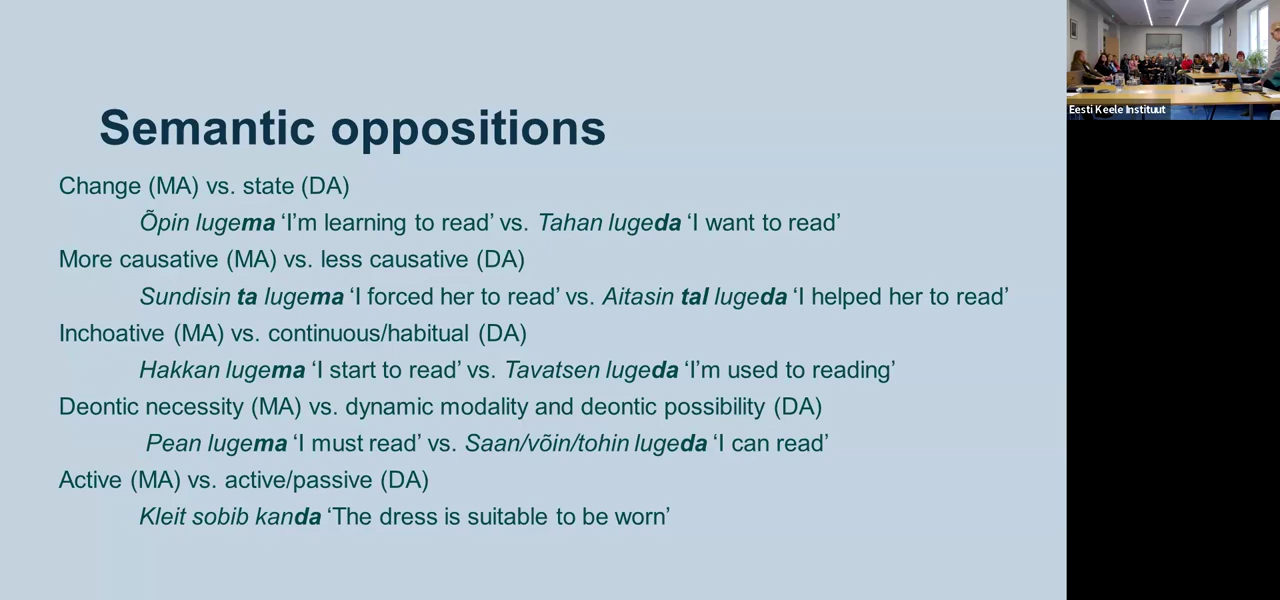 Semantic oppositions
Change (MA) vs. state (DA)
Õpin lugema ‘I’m learning to read’ vs. Tahan lugeda ‘I want to read’
More causative (MA) vs. less causative (DA)
Sundisin ta lugema ‘I forced her to read’ vs. Aitasin tal lugeda ‘I helped her to read’
Inchoative (MA) vs. continuous/habitual (DA)
Hakkan lugema ‘I start to read’ vs. Tavatsen lugeda ‘I’m used to reading’
Deontic necessity (MA) vs. dynamic modality and deontic possibility (DA)
Pean lugema ‘I must read’ vs. Saan/võin/tohin lugeda ‘I can read’
Active (MA) vs. active/passive (DA)
Kleit sobib kanda ‘The dress is suitable to be worn’
Eesti Keele Instituut